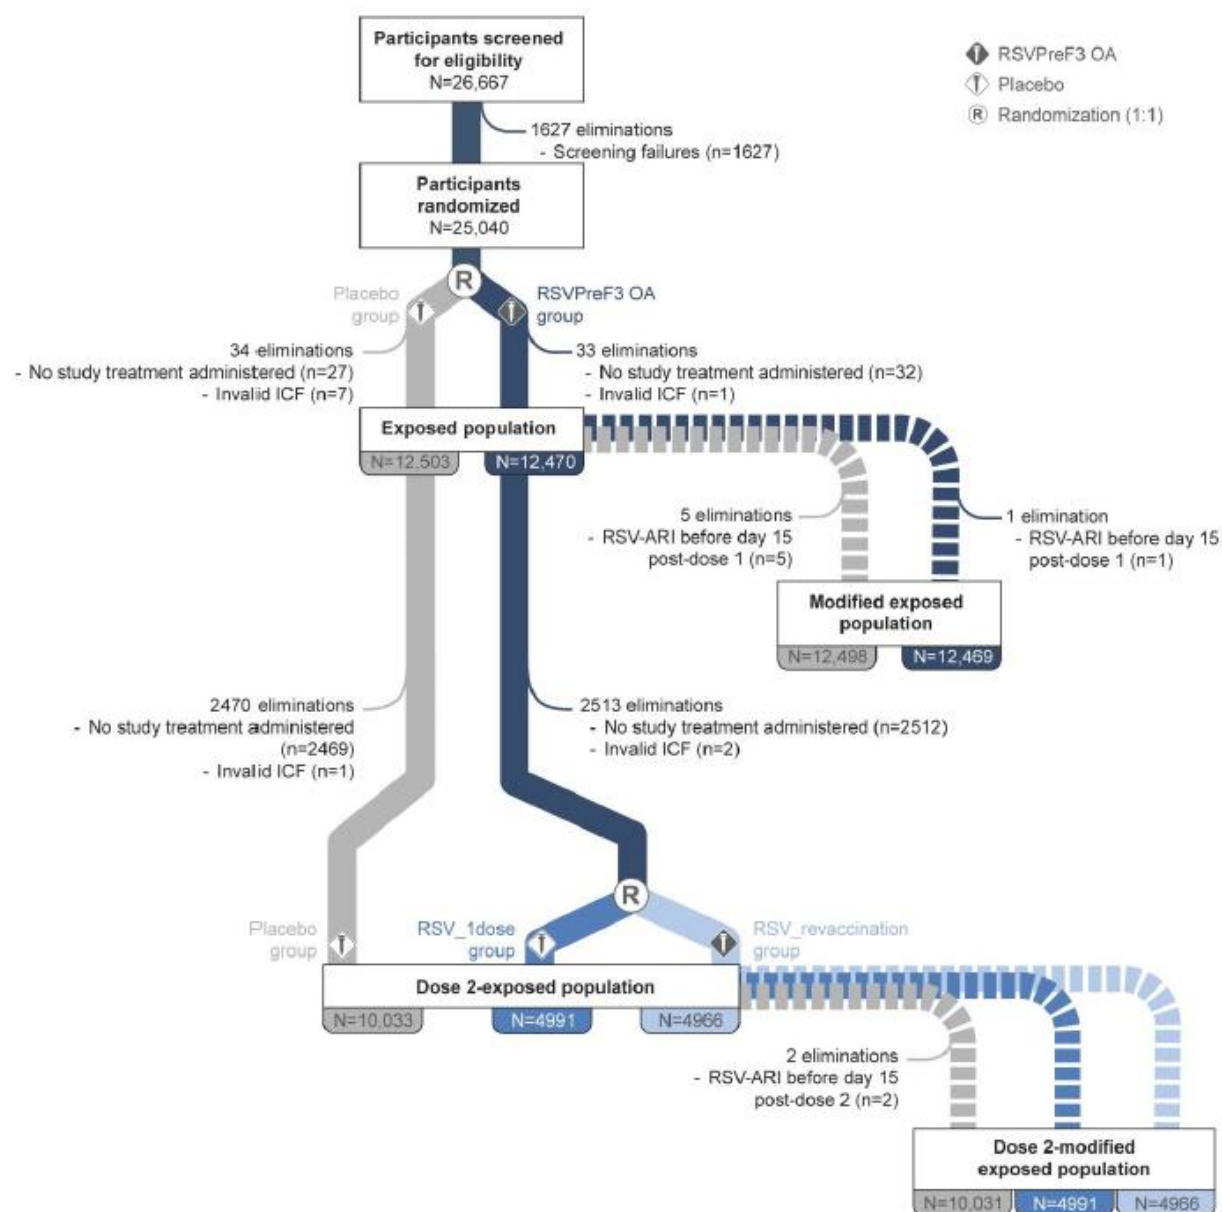 Participants screened
for eligibility
N=26,667
RSVPreF3 OA
Placebo
R Randomization (1:1)
1627 eliminations
- Screening failures (n=1627)
Participants
randomized
N=25,040
R
Placebo
group
RSVPreF3 OA
group
34 eliminations
- No study treatment administered (n=27)
- Invalid ICF (n=7)
33 eliminations
- No study treatment administered (n=32)
- Invalid ICF (n=1)
Exposed population
N=12,503
N=12,470
5 eliminations
- RSV-ARI before day 15
post-dose 1 (n=5)
1 elimination
- RSV-ARI before day 15
post-dose 1 (n=1)
Modified exposed
population
N=12,498
N=12,469
2470 eliminations
- No study treatment administered
(n=2469)
- Invalid ICF (n=1)
2513 eliminations
- No study treatment administered (n=2512)
- Invalid ICF (n=2)
R
Placebo
group
RSV_1dose
group
RSV_revaccination
group
Dose 2-exposed population
N=10,033
N=4991
N=4966
2 eliminations
- RSV-ARI before day 15
post-dose 2 (n=2)
Dose 2-modified
exposed population
N=10,031
N=4991
N=4966